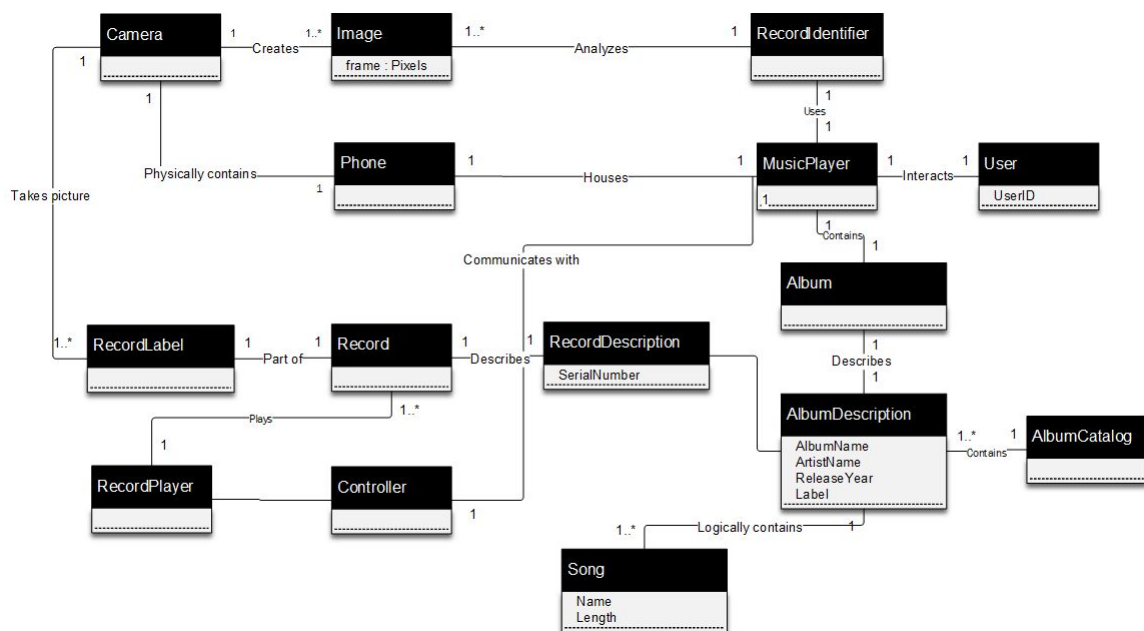 Camera
1
Creates
1..*
Image
frame : Pixels
1..*
Analyzes
1
RecordIdentifier
1
1
1
Uses
1
Physically contains
1
Phone
1
Houses
1
MusicPlayer
.1
1
Interacts
1
User
UserID
Takes picture
1
Contains
1
Communicates with
Album
1..*
RecordLabel
1
Part of
1
Record
1
Describes
1
RecordDescription
SerialNumber
1
Describes
1
1..*
Plays
1
AlbumDescription
AlbumName
ArtistName
ReleaseYear
Label
1..*
Contains
1
AlbumCatalog
RecordPlayer
Controller
1
1..*
Logically contains
1
Song
Name
Length